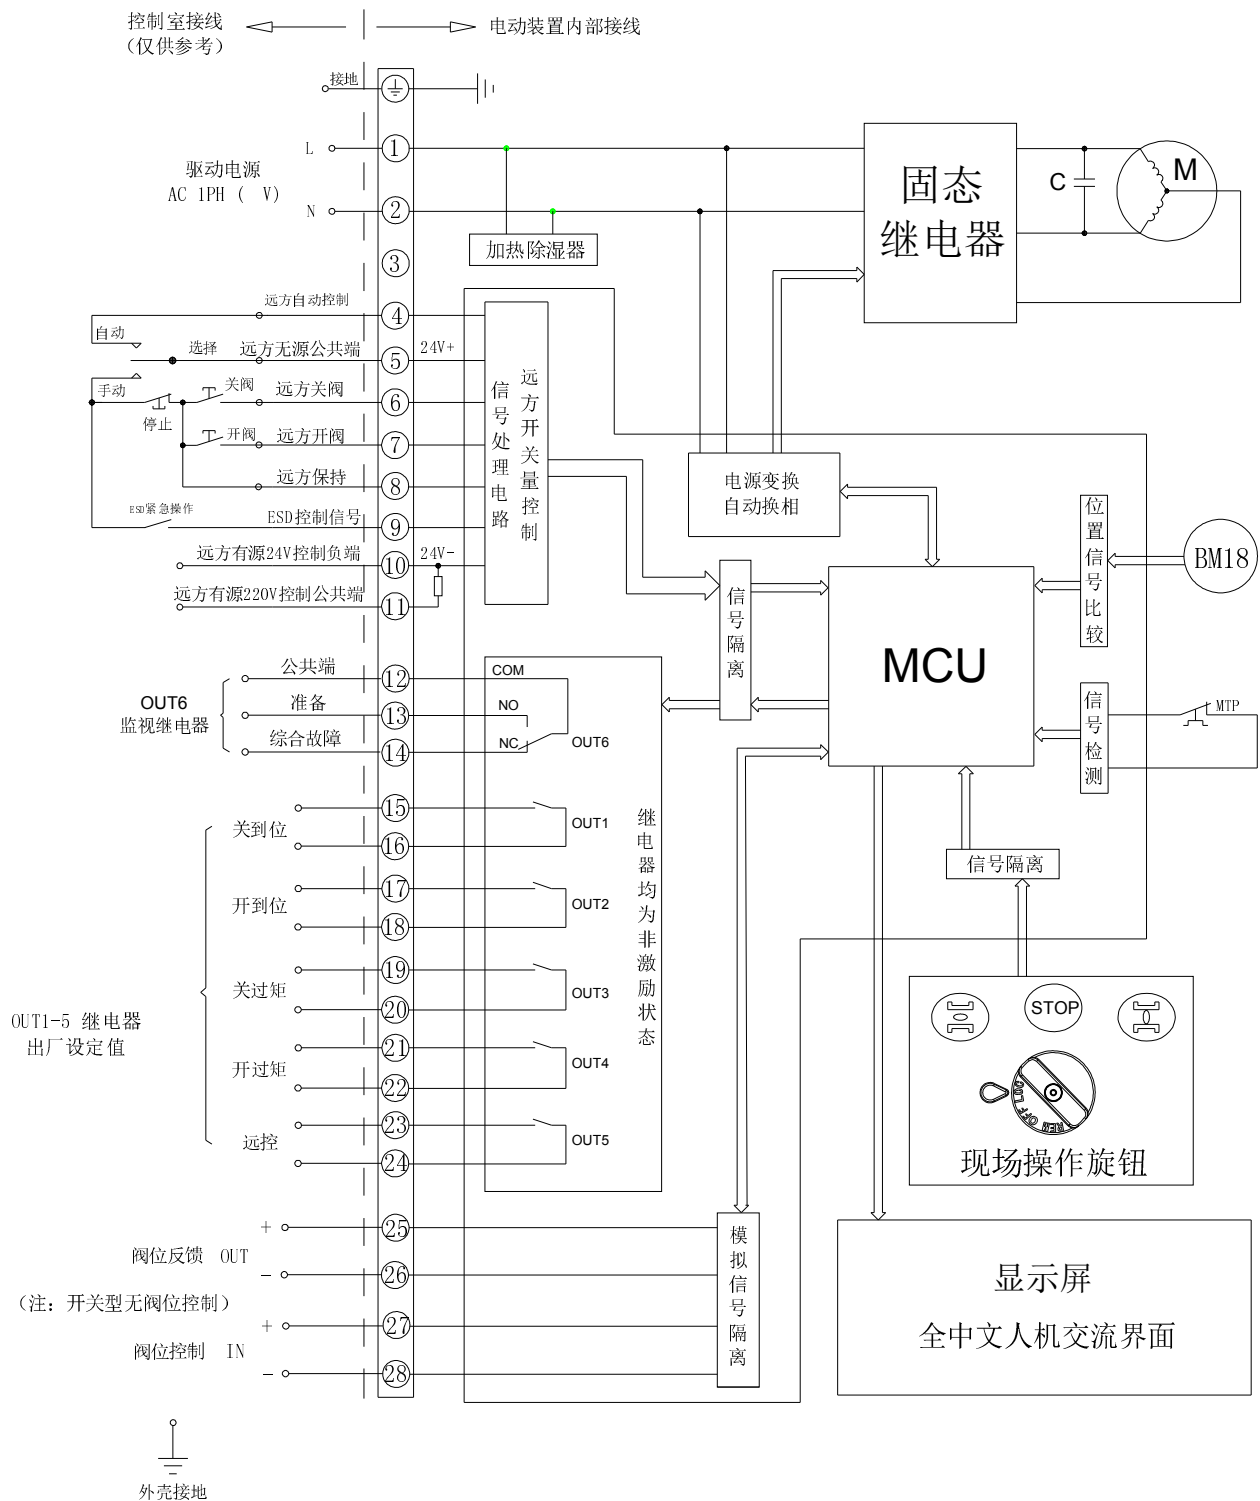 控制室接线
(仅供参考)
电动装置内部接线
接地
L
1
驱动电源
AC 1PH ( V)
N
2
加热除湿器
固态
继电器
C
M
3
远方自动控制
4
自动
选择
远方无源公共端
5
24V+
手动
停止
关阀
远方关阀
6
开阀
远方开阀
7
远方保持
8
ESD紧急操作
ESD控制信号
9
远方有源24V控制负端
10
24V-
远方有源220V控制公共端
11
远方开关量控制
信号处理电路
电源变换
自动换相
信号隔离
MCU
位置信号比较
BM18
信号检测
MTP
信号隔离
OUT6
监视继电器
公共端
12
COM
准备
13
NO
综合故障
14
NC
OUT6
继电器均为非激励状态
关到位
15
16
OUT1
开到位
17
18
OUT2
关过矩
19
20
OUT3
OUT1-5 继电器
出厂设定值
开过矩
21
22
OUT4
远控
23
24
OUT5
STOP
LOC OFF REM
现场操作旋钮
+
25
阀位反馈 OUT
-
26
(注: 开关型无阀位控制)
+
27
阀位控制 IN
-
28
模拟信号隔离
显示屏
全中文人机交流界面
外壳接地